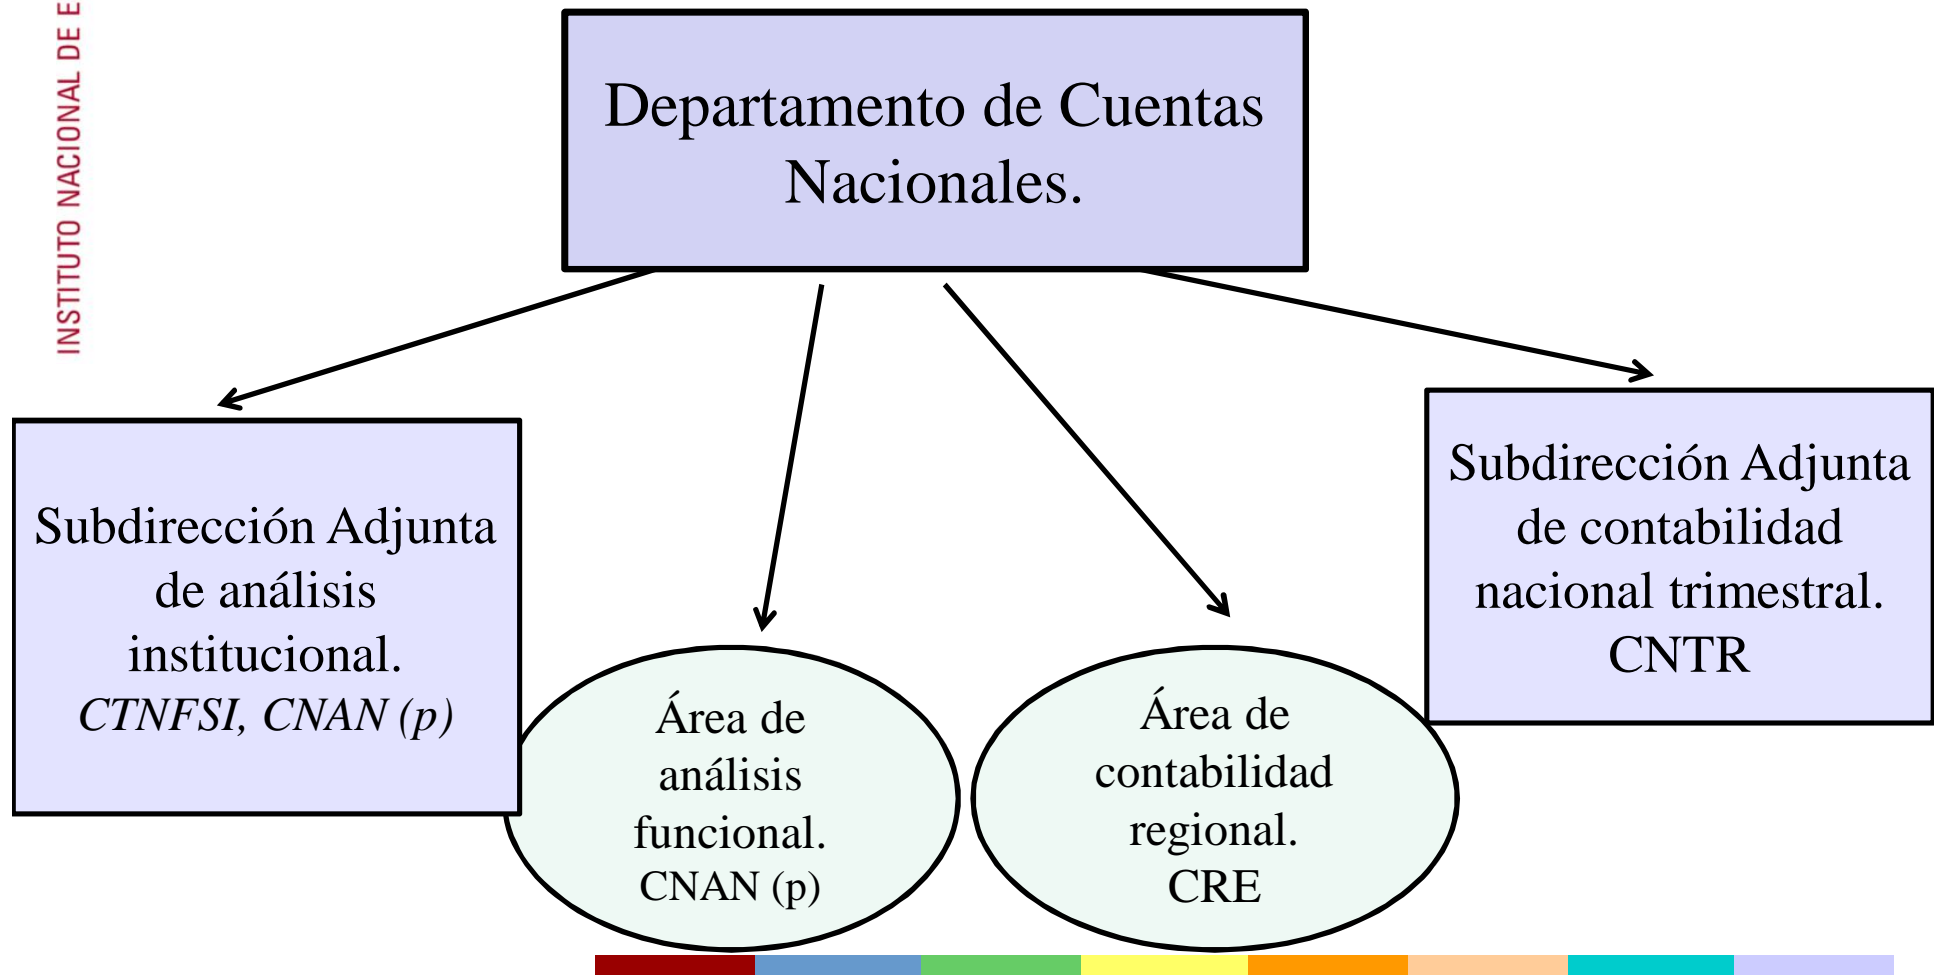 INSTITUTO NACIONAL DE E
Departamento de Cuentas
Nacionales.
Subdirección Adjunta
de análisis
institucional.
CTNFSI, CNAN (p)
Área de
análisis
funcional.
CNAN (p)
Área de
contabilidad
regional.
CRE
Subdirección Adjunta
de contabilidad
nacional trimestral.
CNTR